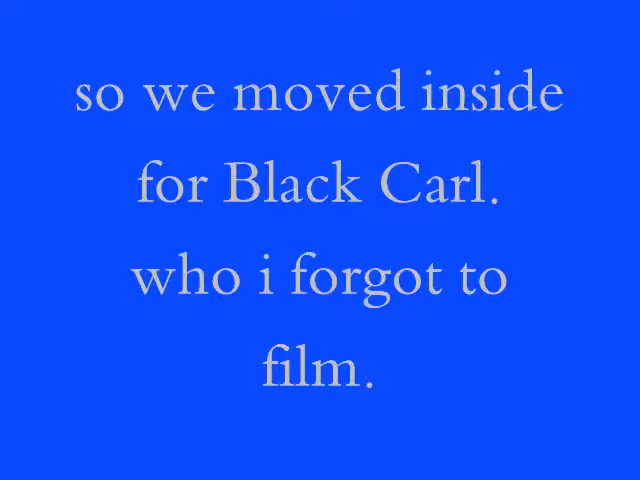 so we moved inside
for Black Carl.
who i forgot to
film.